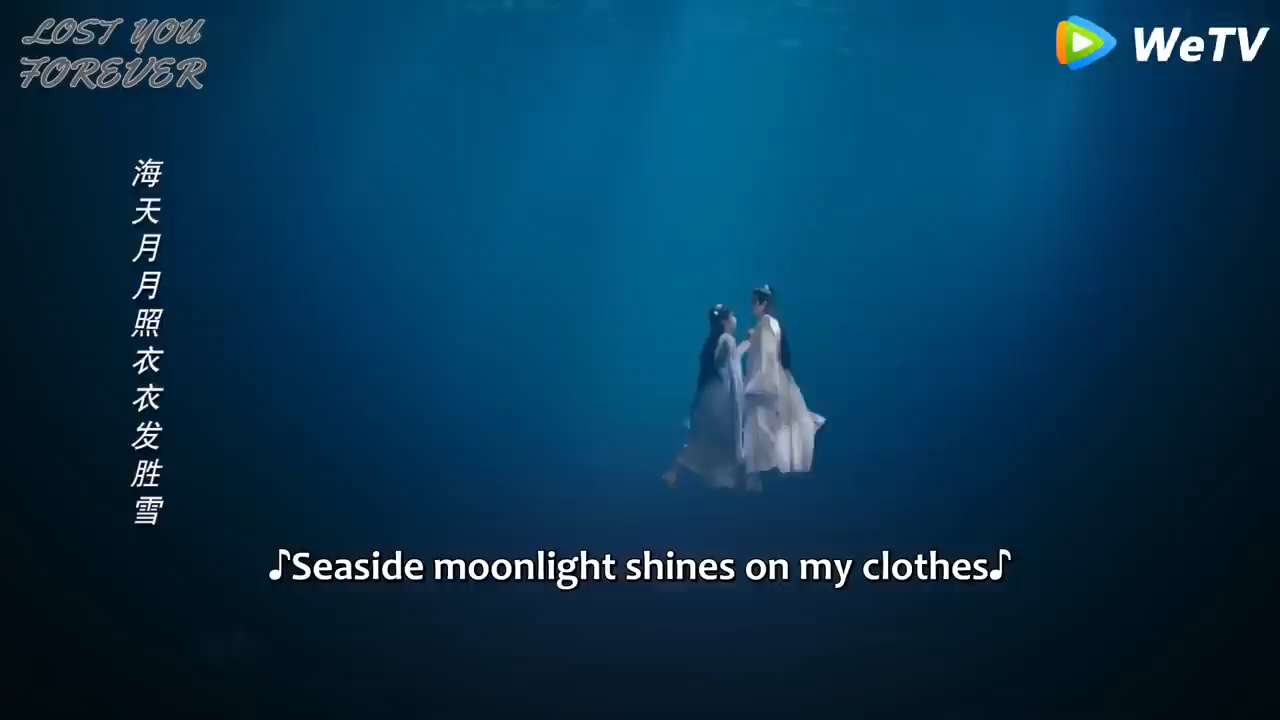 LOST YOU
FOREVER
WeTV
海天月月照衣衣发胜雪
♪Seaside moonlight shines on my clothes♪